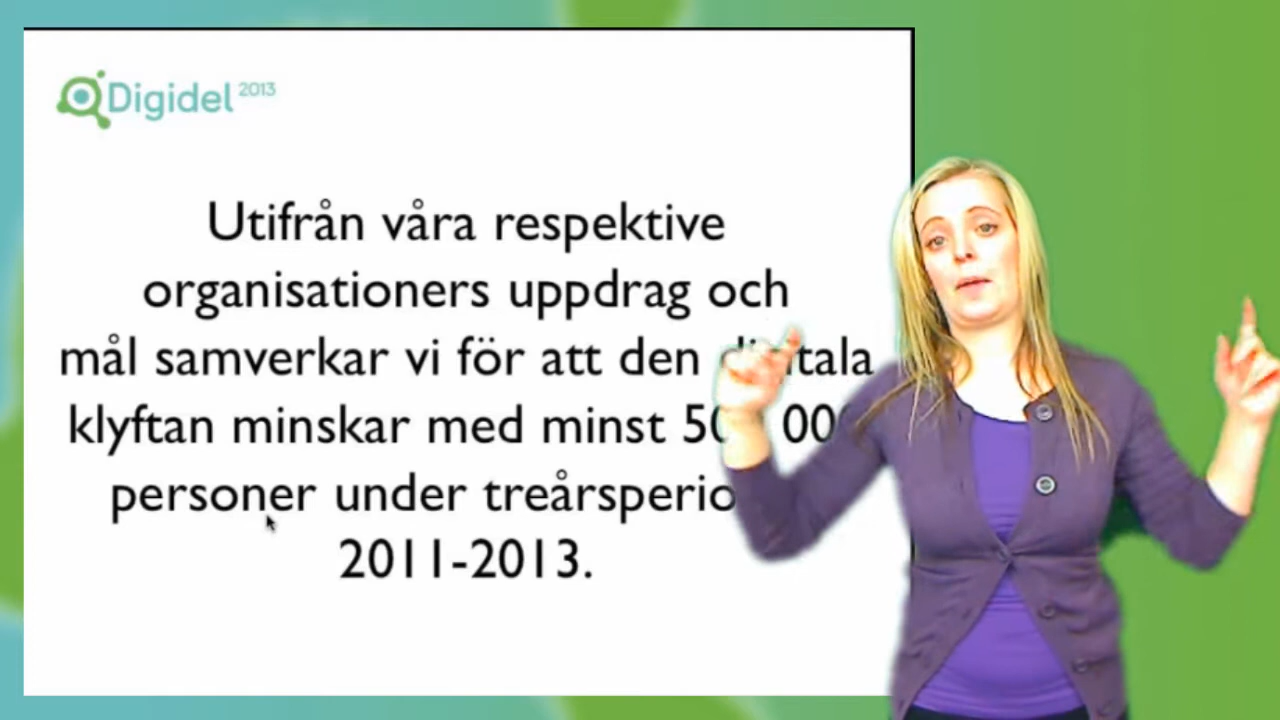 Digidel 2013
Utifrån våra respektive
organisationers uppdrag och
mål samverkar vi för att den
klyftan minskar med minst
personer under
2011-2013.